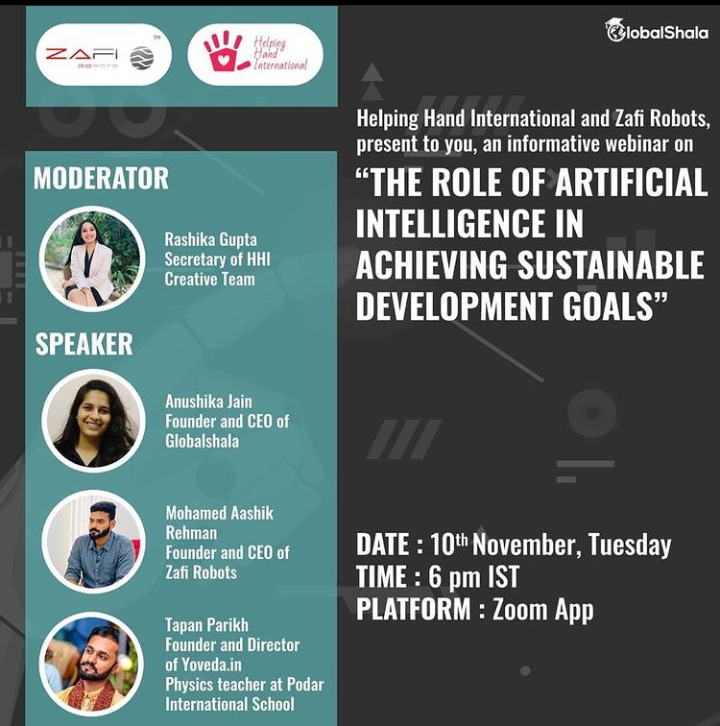 ZAFI
TM
ROBOTS
Helping
Hand
International
GlobalShala
MODERATOR
Rashika Gupta
Secretary of HHI
Creative Team
SPEAKER
Anushika Jain
Founder and CEO of
Globalshala
Mohamed Aashik
Rehman
Founder and CEO of
Zafi Robots
Tapan Parikh
Founder and Director
of Yoveda.in
Physics teacher at Podar
International School
Helping Hand International and Zafi Robots,
present to you, an informative webinar on
“THE ROLE OF ARTIFICIAL
INTELLIGENCE IN
ACHIEVING SUSTAINABLE
DEVELOPMENT GOALS”
DATE : 10th November, Tuesday
TIME : 6 pm IST
PLATFORM : Zoom App